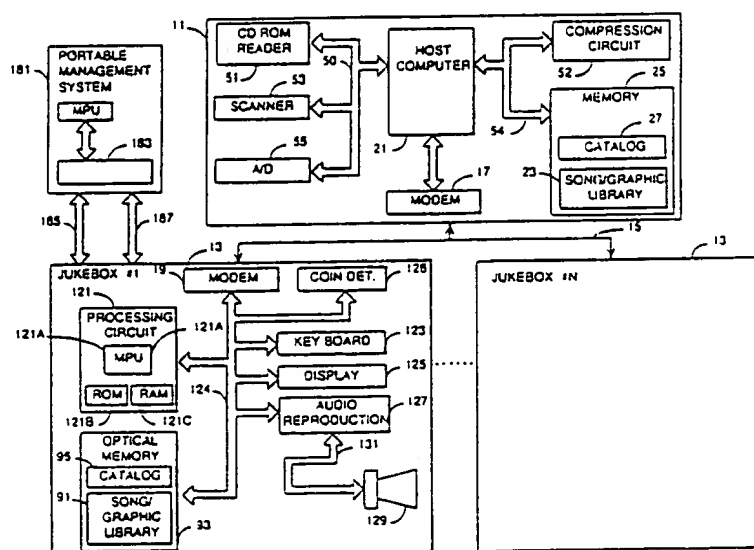 11
CD ROM
READER
51
50
HOST
COMPUTER
21
COMPRESSION
CIRCUIT
52
25
PORTABLE
MANAGEMENT
SYSTEM
181
MPU
183
53
SCANNER
55
A/D
17
MODEM
54
MEMORY
27
CATALOG
23
SONG/GRAPHIC
LIBRARY
185
187
15
13
JUKEBOX #1
19
MODEM
COIN DET.
126
121
PROCESSING
CIRCUIT
121A
121A
MPU
ROM
RAM
121B
121C
124
KEY BOARD
123
DISPLAY
125
AUDIO
REPRODUCTION
127
131
129
OPTICAL
MEMORY
95
CATALOG
91
SONG/
GRAPHIC
LIBRARY
93
13
JUKEBOX #N